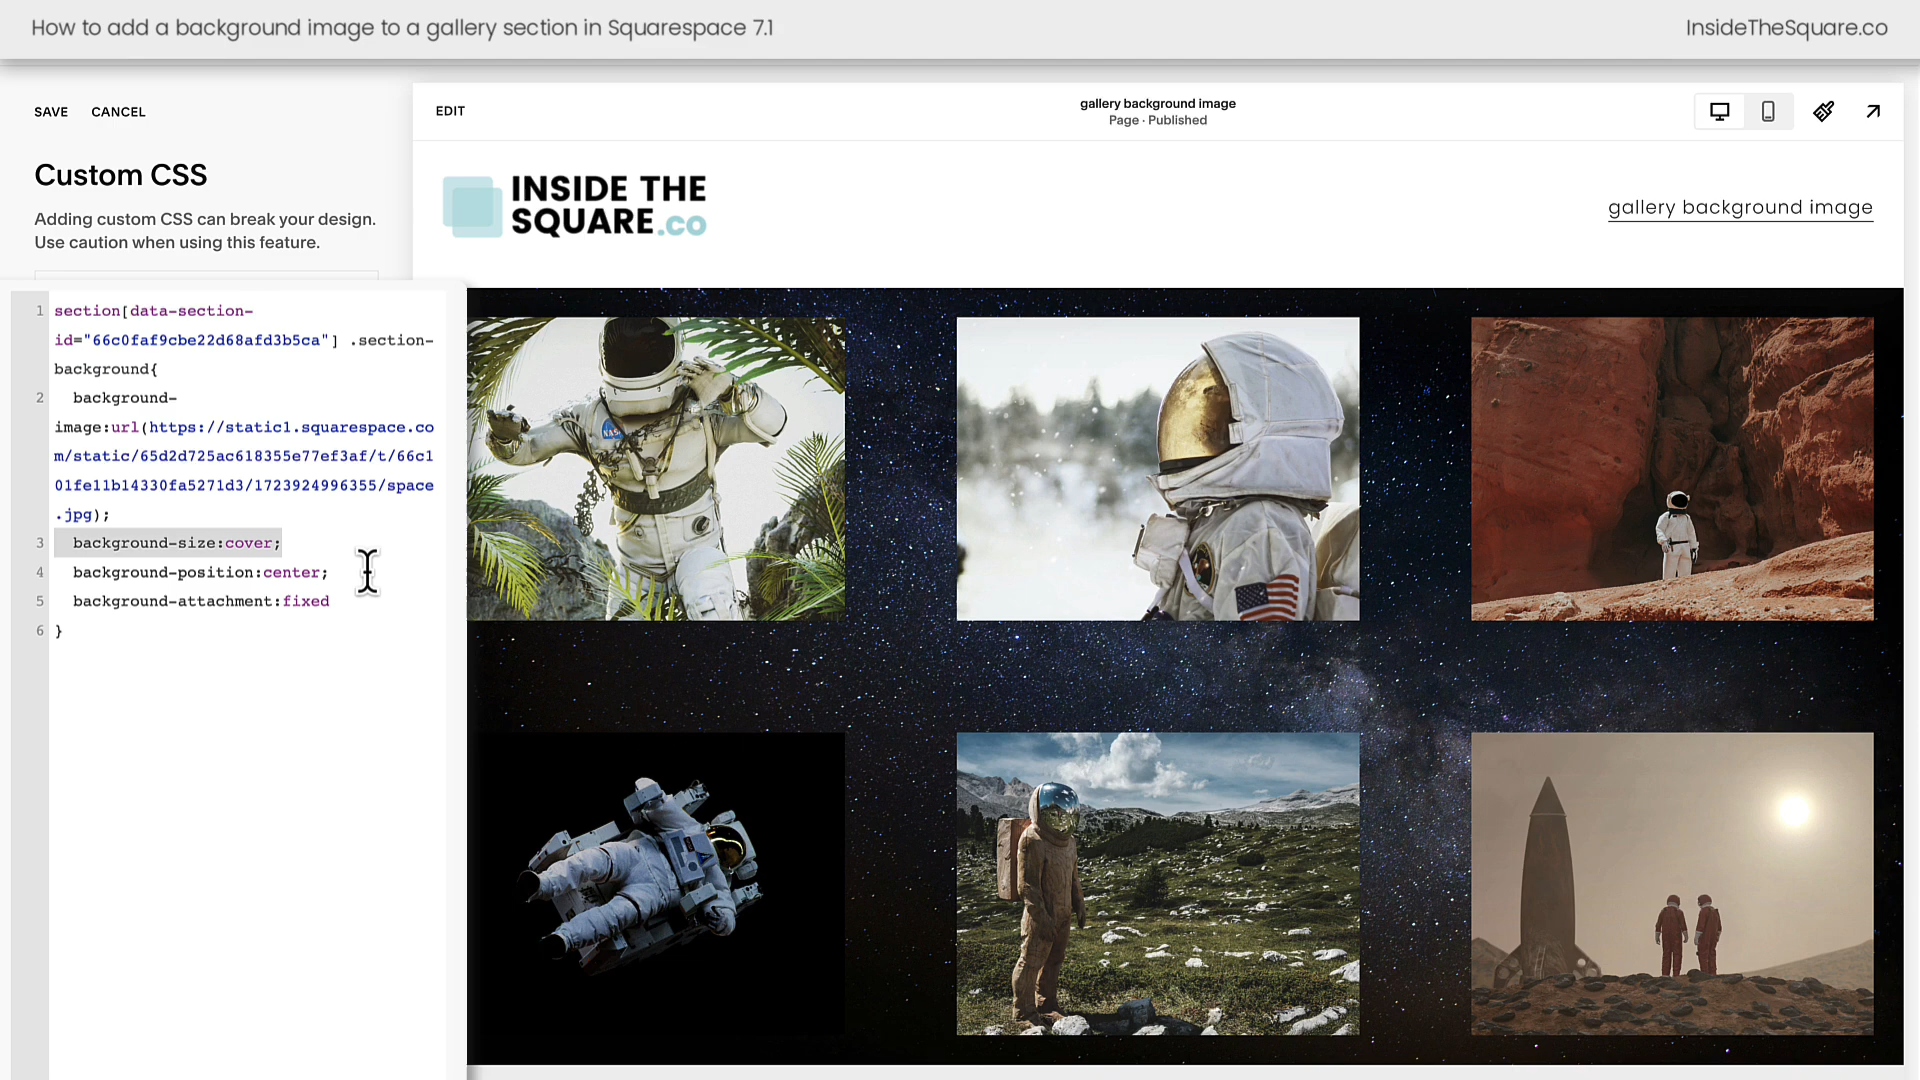 How to add a background image to a gallery section in Squarespace 7.1
InsideTheSquare.co
SAVE
CANCEL
EDIT
gallery background image
Page · Published
Custom CSS
Adding custom CSS can break your design.
Use caution when using this feature.
INSIDE THE
SQUARE.co
gallery background image
1 section[data-section-
id="66c0faf9cbe22d68afd3b5ca"] .section-
background{
2 background-
image:url(https://static1.squarespace.co
m/static/65d2d725ac618355e77ef3af/t/66c1
01fe11b14330fa5271d3/1723924996355/space
.jpg);
3 background-size:cover;
4 background-position:center;
5 background-attachment:fixed
6 }
NASA